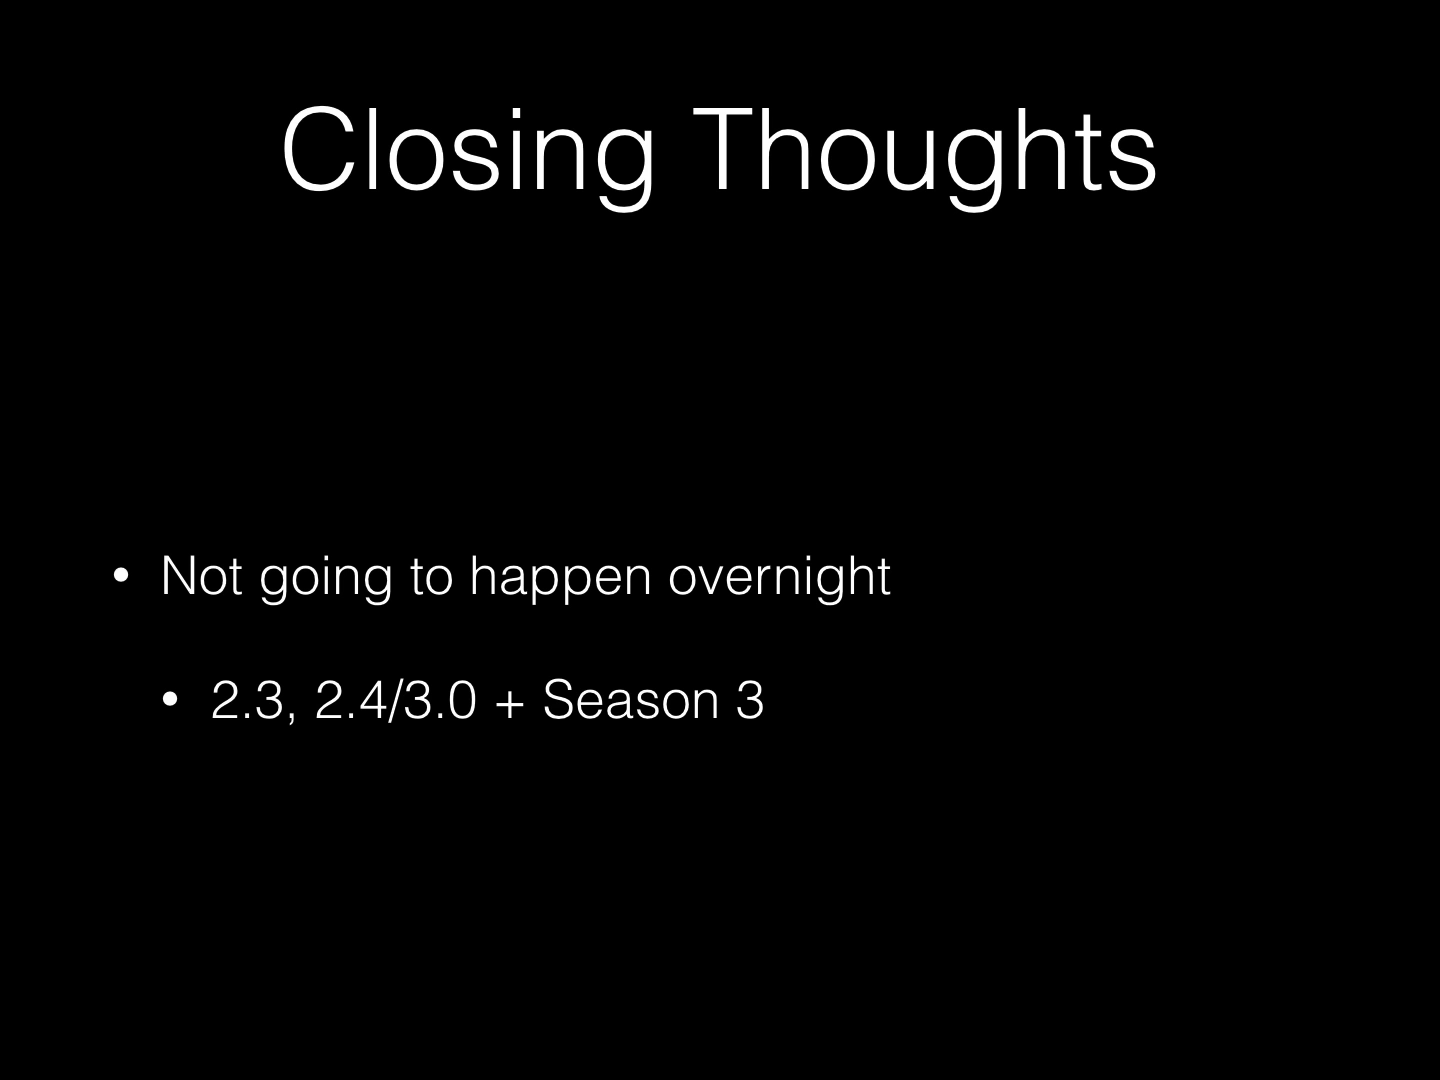 Closing Thoughts
• Not going to happen overnight
• 2.3, 2.4/3.0 + Season 3